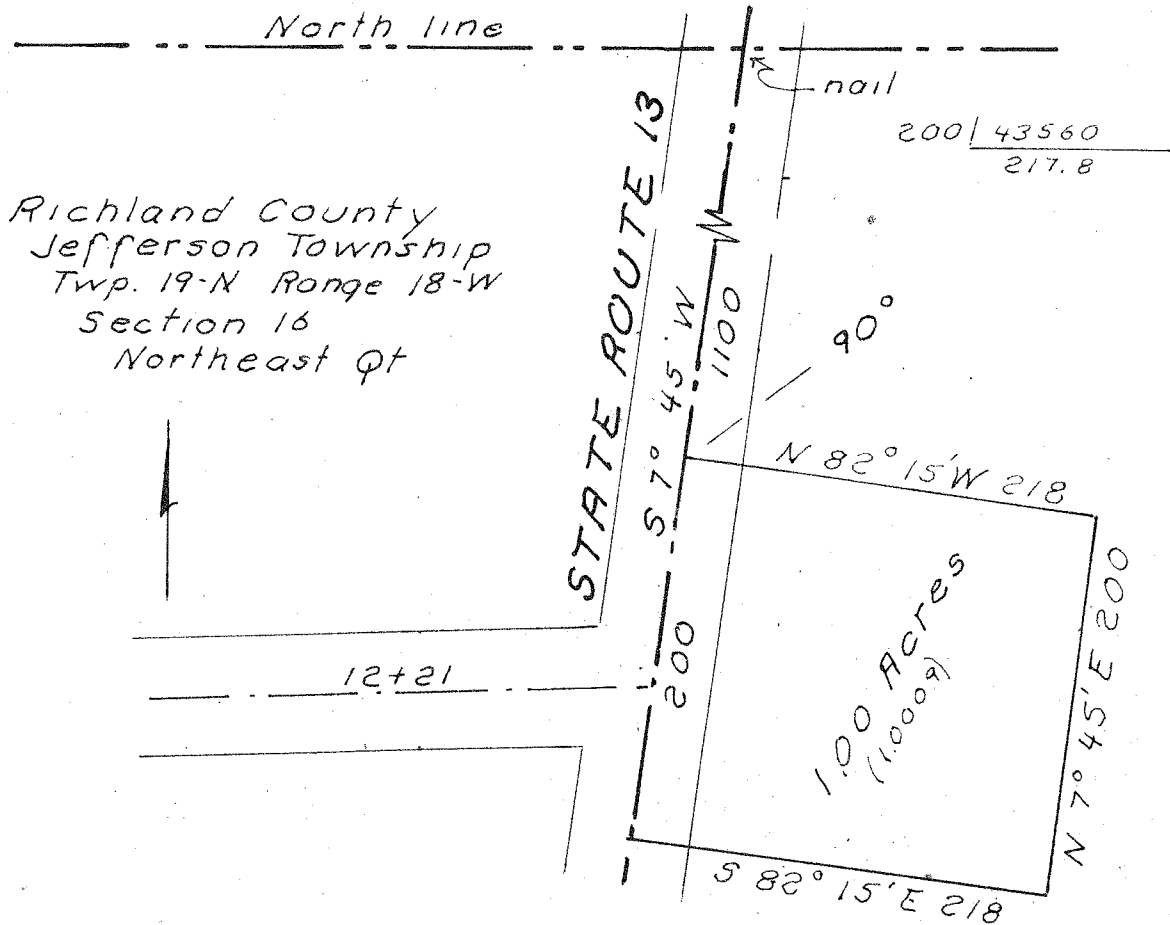 North line
nail
200 43560
217.8
STATE ROUTE 13
Richland County
Jefferson Township
Twp. 19-N Range 18-W
Section 16
Northeast Qt
S 7° 45' W
1100
90°
N 82° 15' W 218
12+21
200
1.00 Acres
(1.0009)
N 7° 45' E 200
S 82° 15' E 218